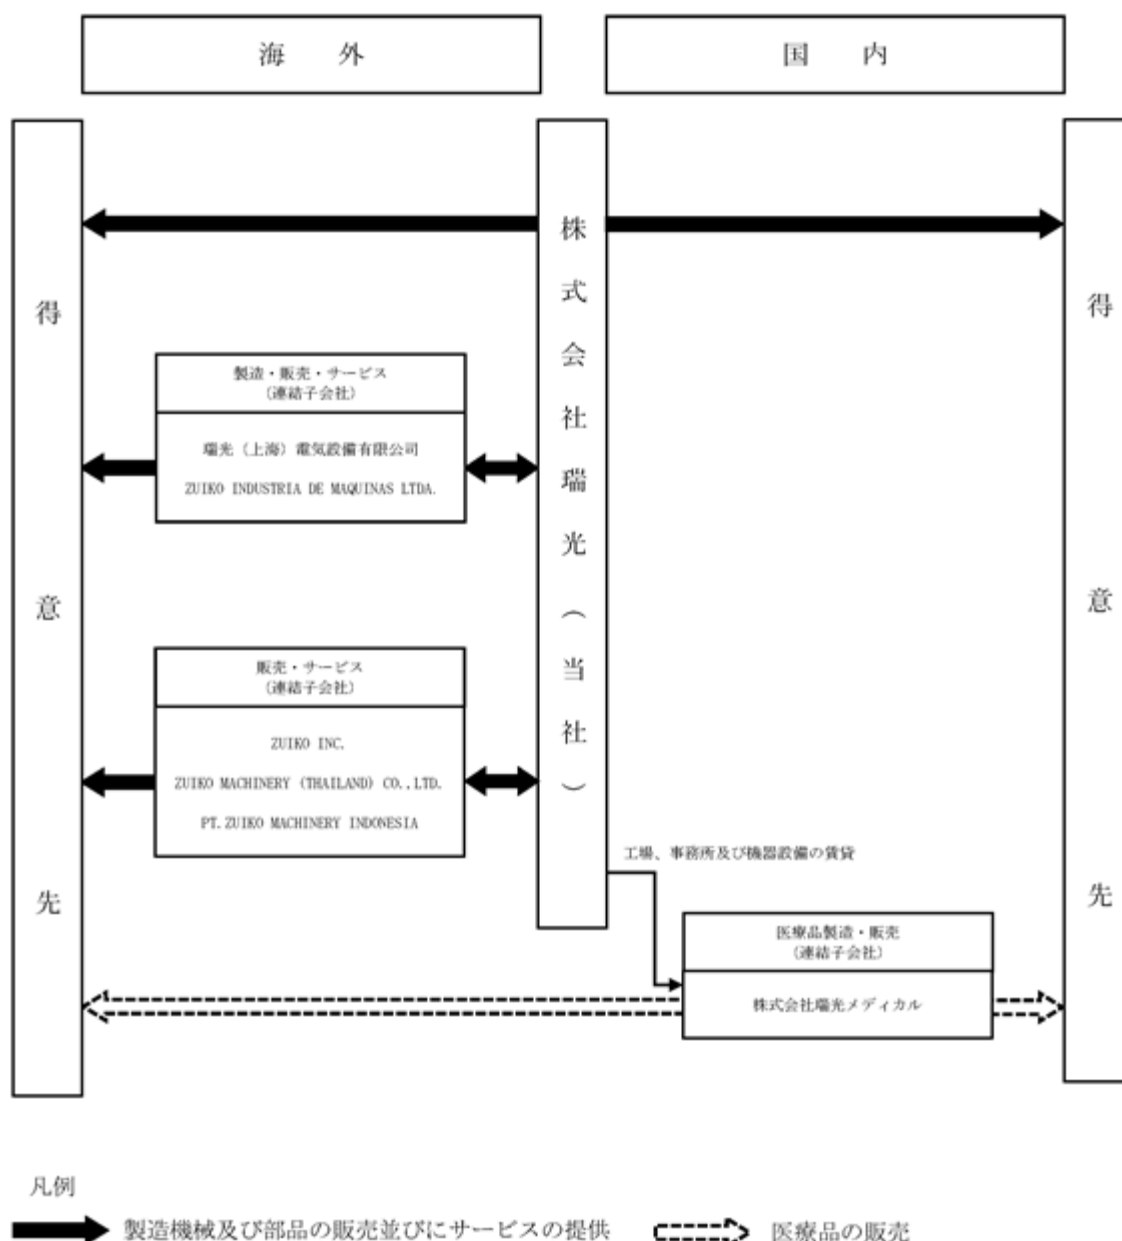 海　外
国　内
得意先
株式会社瑞光（当社）
得意先
製造・販売・サービス
（連結子会社）
瑞光（上海）電気設備有限公司
ZUIKO INDUSTRIA DE MAQUINAS LTDA.
販売・サービス
（連結子会社）
ZUIKO INC.
ZUIKO MACHINERY (THAILAND) CO.,LTD.
PT.ZUIKO MACHINERY INDONESIA
工場、事務所及び機器設備の賃貸
医療品製造・販売
（連結子会社）
株式会社瑞光メディカル
凡例
製造機械及び部品の販売並びにサービスの提供
医療品の販売